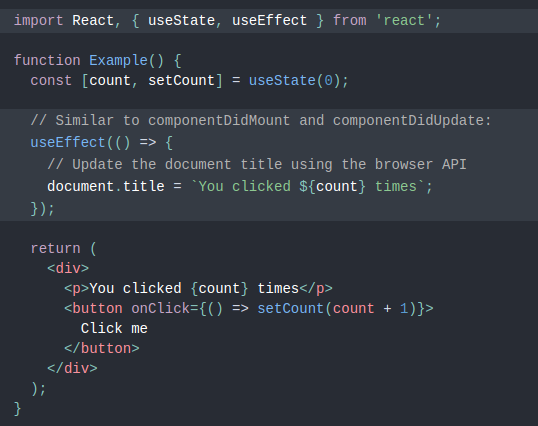 import React, { useState, useEffect } from 'react';
function Example() {
  const [count, setCount] = useState(0);
  // Similar to componentDidMount and componentDidUpdate:
  useEffect(() => {
    // Update the document title using the browser API
    document.title = `You clicked ${count} times`;
  });
  return (
    <div>
      <p>You clicked {count} times</p>
      <button onClick={() => setCount(count + 1)}>
        Click me
      </button>
    </div>
  );
}